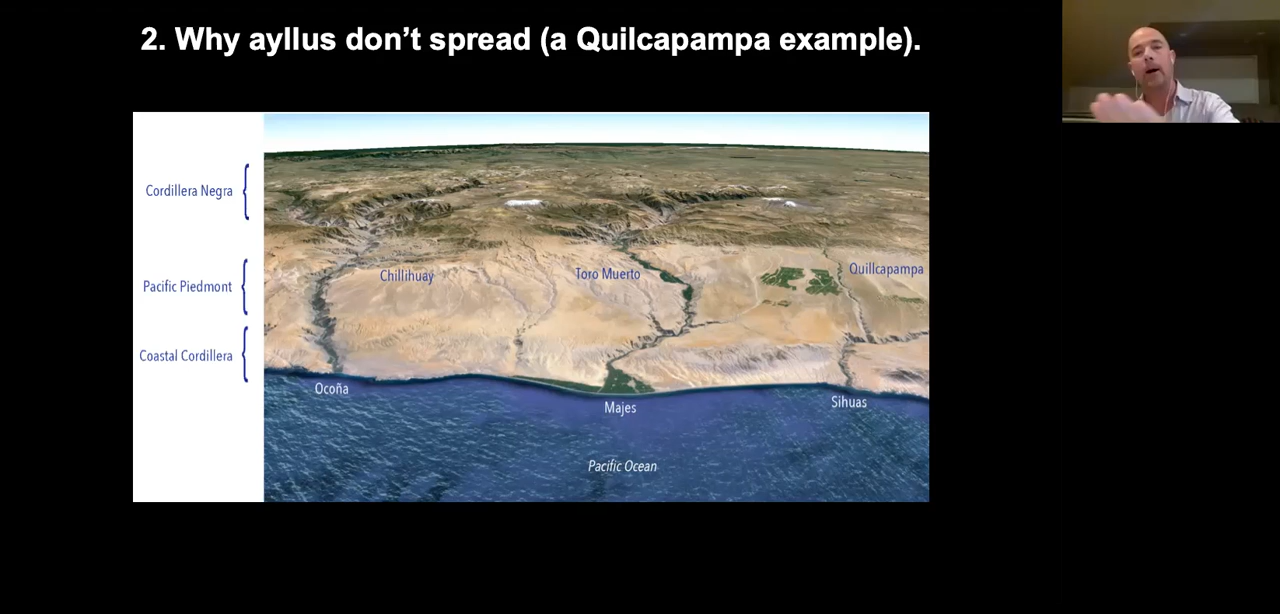 2. Why ayllus don’t spread (a Quilcapampa example).
Cordillera Negra
Pacific Piedmont
Coastal Cordillera
Chillihuay
Toro Muerto
Quillcapampa
Ocoña
Majes
Sihuas
Pacific Ocean